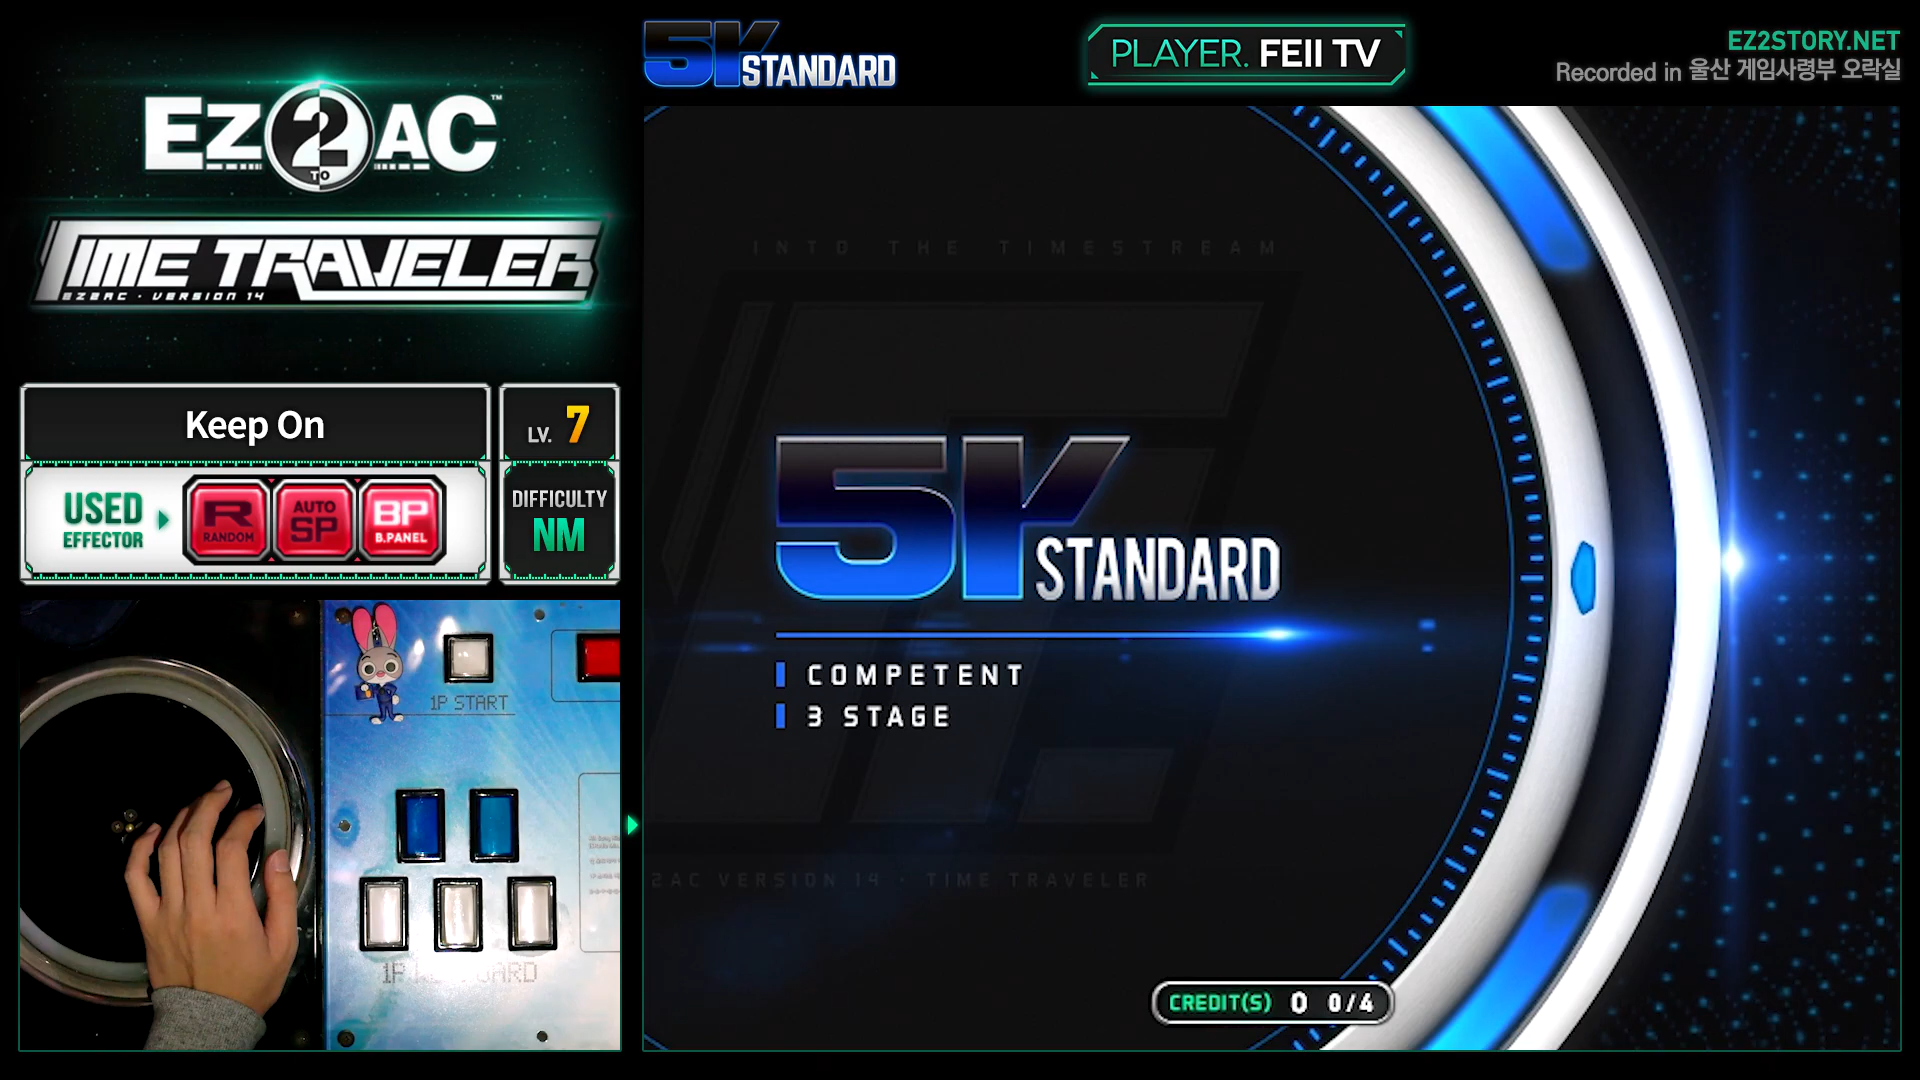 EZ2AC™
TO
TIME TRAVELER
EZ2AC · VERSION 14
Keep On
LV. 7
USED
EFFECTOR
R
RANDOM
AUTO
SP
BP
B.PANEL
DIFFICULTY
NM
1P START
5K STANDARD
PLAYER. FEII TV
EZ2STORY.NET
Recorded in 울산 게임사령부 오락실
INTO THE TIMESTREAM
5K STANDARD
COMPETENT
3 STAGE
2AC VERSION 14 · TIME TRAVELER
CREDIT(S) 0 0/4